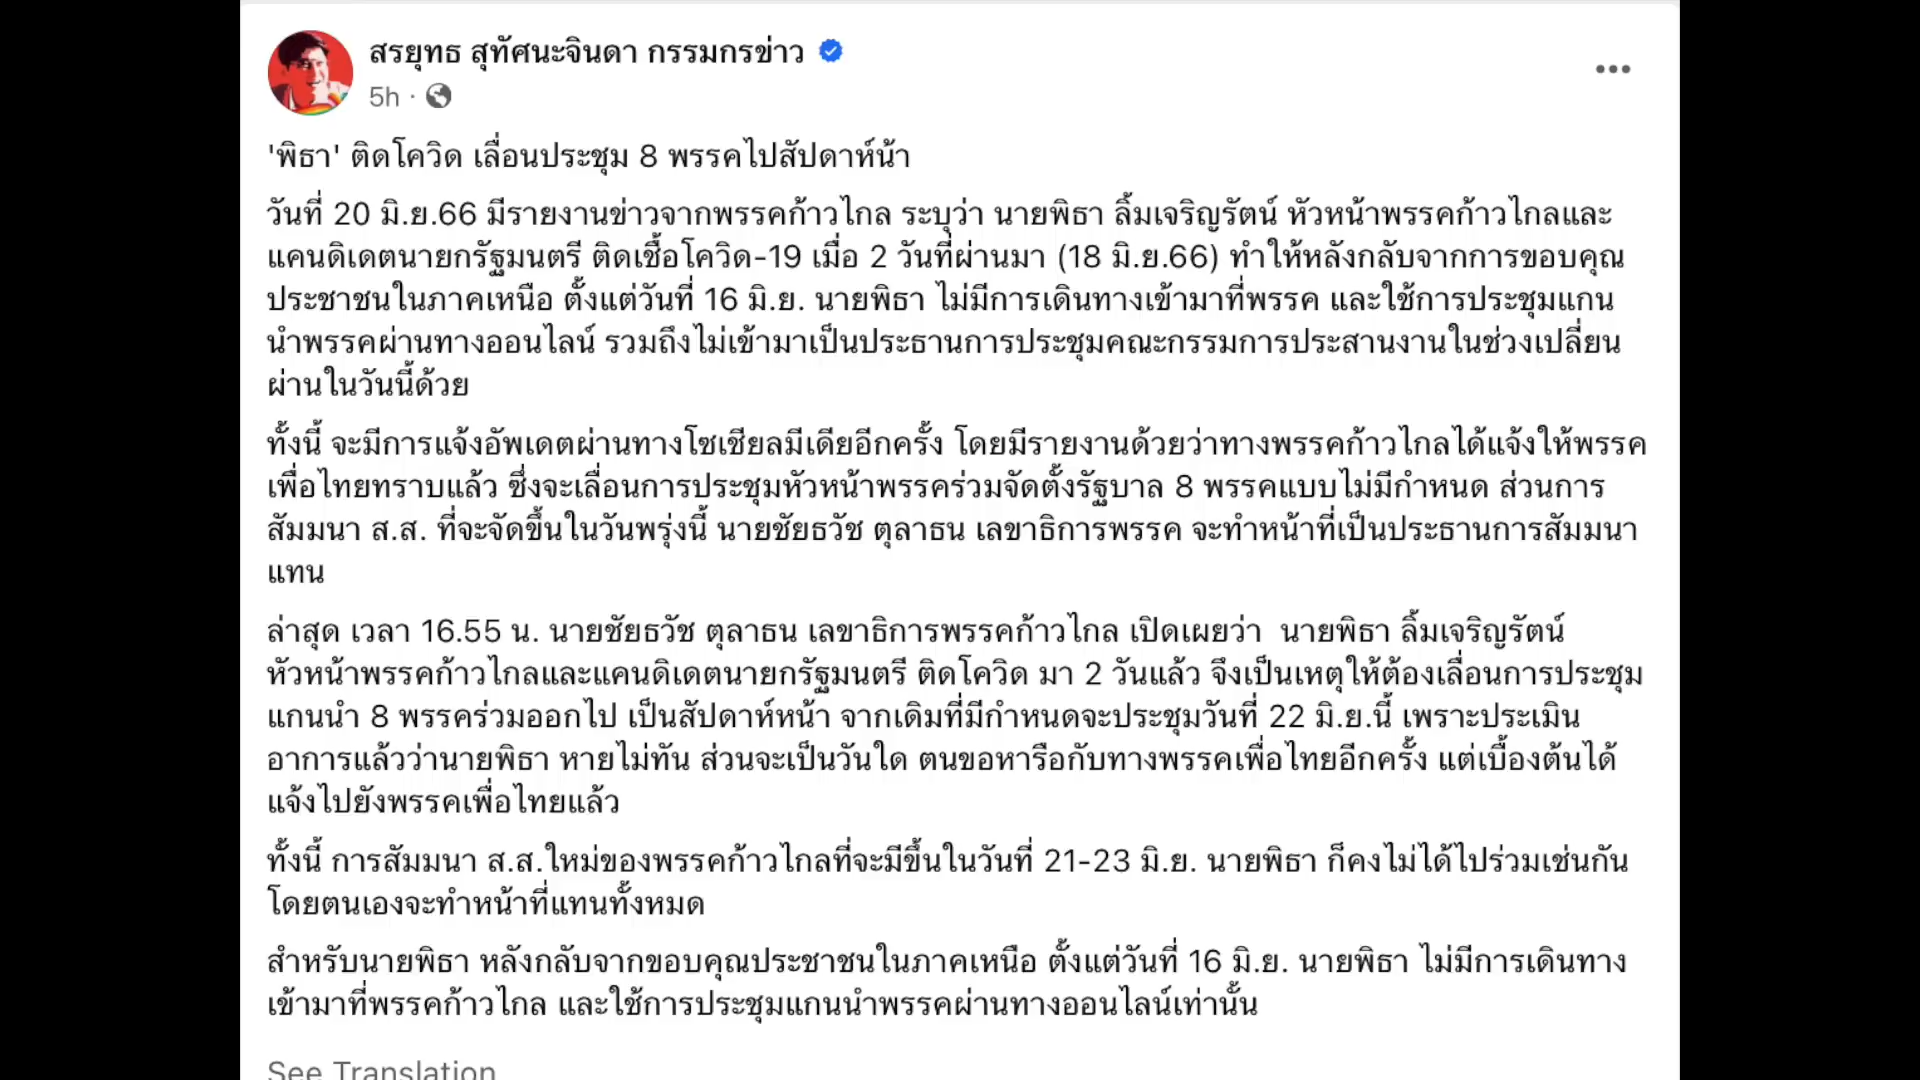 สรยุทธ สุทัศนะจินดา กรรมกรข่าว
5h ·
'พิธา' ติดโควิด เลื่อนประชุม 8 พรรคไปสัปดาห์น้า
วันที่ 20 มิ.ย.66 มีรายงานข่าวจากพรรคก้าวไกล ระบุว่า นายพิธา ลิ้มเจริญรัตน์ หัวหน้าพรรคก้าวไกลและ
แคนดิเดตนายกรัฐมนตรี ติดเชื้อโควิด-19 เมื่อ 2 วันที่ผ่านมา (18 มิ.ย.66) ทำให้หลังกลับจากการขอบคุณ
ประชาชนในภาคเหนือ ตั้งแต่วันที่ 16 มิ.ย. นายพิธา ไม่มีการเดินทางเข้ามาที่พรรค และใช้การประชุมแกน
นำพรรคผ่านทางออนไลน์ รวมถึงไม่เข้ามาเป็นประธานการประชุมคณะกรรมการประสานงานในช่วงเปลี่ยน
ผ่านในวันนี้ด้วย
ทั้งนี้ จะมีการแจ้งอัพเดตผ่านทางโซเชียลมีเดียอีกครั้ง โดยมีรายงานด้วยว่าทางพรรคก้าวไกลได้แจ้งให้พรรค
เพื่อไทยทราบแล้ว ซึ่งจะเลื่อนการประชุมหัวหน้าพรรคร่วมจัดตั้งรัฐบาล 8 พรรคแบบไม่มีกำหนด ส่วนการ
สัมมนา ส.ส. ที่จะจัดขึ้นในวันพรุ่งนี้ นายชัยธวัช ตุลาธน เลขาธิการพรรค จะทำหน้าที่เป็นประธานการสัมมนา
แทน
ล่าสุด เวลา 16.55 น. นายชัยธวัช ตุลาธน เลขาธิการพรรคก้าวไกล เปิดเผยว่า  นายพิธา ลิ้มเจริญรัตน์
หัวหน้าพรรคก้าวไกลและแคนดิเดตนายกรัฐมนตรี ติดโควิด มา 2 วันแล้ว จึงเป็นเหตุให้ต้องเลื่อนการประชุม
แกนนำ 8 พรรคร่วมออกไป เป็นสัปดาห์หน้า จากเดิมที่มีกำหนดจะประชุมวันที่ 22 มิ.ย.นี้ เพราะประเมิน
อาการแล้วว่านายพิธา หายไม่ทัน ส่วนจะเป็นวันใด ตนขอหารือกับทางพรรคเพื่อไทยอีกครั้ง แต่เบื้องต้นได้
แจ้งไปยังพรรคเพื่อไทยแล้ว
ทั้งนี้ การสัมมนา ส.ส.ใหม่ของพรรคก้าวไกลที่จะมีขึ้นในวันที่ 21-23 มิ.ย. นายพิธา ก็คงไม่ได้ไปร่วมเช่นกัน
โดยตนเองจะทำหน้าที่แทนทั้งหมด
สำหรับนายพิธา หลังกลับจากขอบคุณประชาชนในภาคเหนือ ตั้งแต่วันที่ 16 มิ.ย. นายพิธา ไม่มีการเดินทาง
เข้ามาที่พรรคก้าวไกล และใช้การประชุมแกนนำพรรคผ่านทางออนไลน์เท่านั้น
See Translation